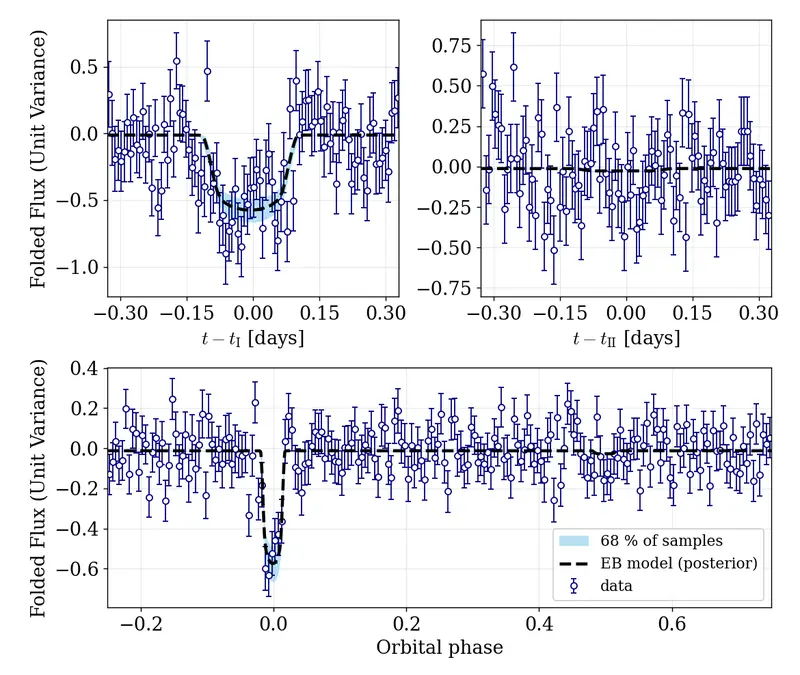 Folded Flux (Unit Variance)
0.5
0.0
−0.5
−1.0
−0.30 −0.15 0.00 0.15 0.30
t − tI [days]
0.75
0.50
0.25
0.00
−0.25
−0.50
−0.75
−0.30 −0.15 0.00 0.15 0.30
t − tII [days]
Folded Flux (Unit Variance)
0.4
0.2
0.0
−0.2
−0.4
−0.6
−0.2 0.0 0.2 0.4 0.6
Orbital phase
68 % of samples
EB model (posterior)
data